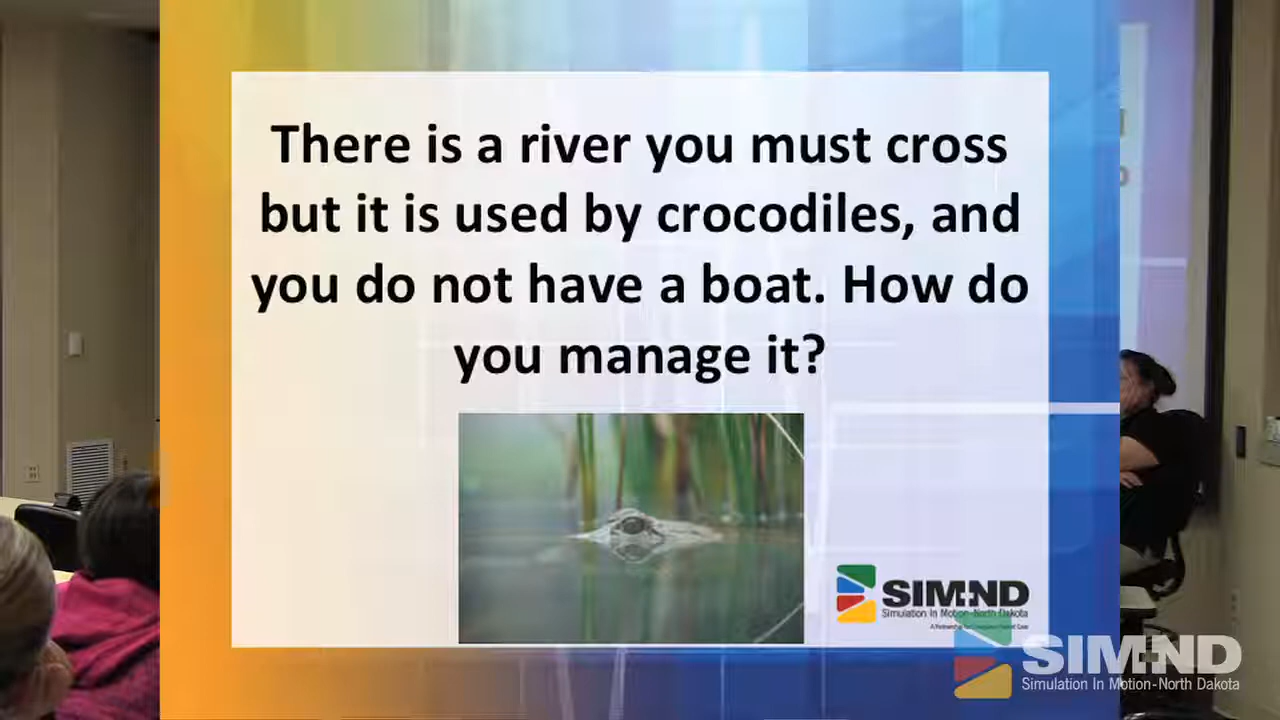 There is a river you must cross
but it is used by crocodiles, and
you do not have a boat. How do
you manage it?
SIM-ND
Simulation In Motion-North Dakota
SIM-ND
Simulation In Motion-North Dakota